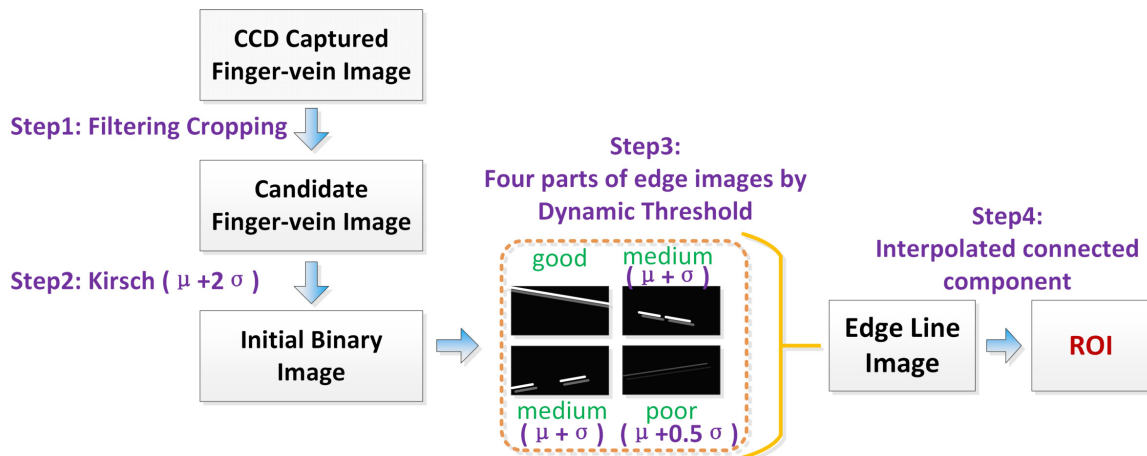 CCD Captured
Finger-vein Image
Step1: Filtering Cropping
Candidate
Finger-vein Image
Step2: Kirsch ( μ +2 σ )
Initial Binary
Image
Step3:
Four parts of edge images by
Dynamic Threshold
good
medium
( μ + σ )
medium
( μ + σ )
poor
( μ +0.5 σ )
Edge Line
Image
Step4:
Interpolated connected
component
ROI